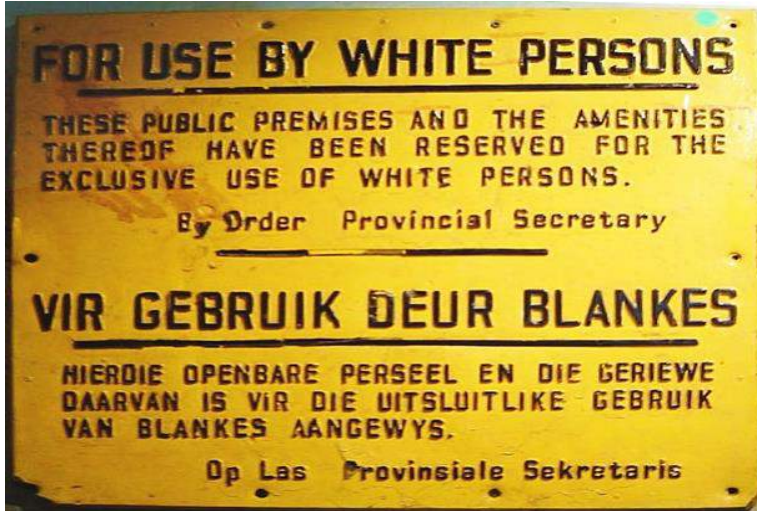 FOR USE BY WHITE PERSONS
THESE PUBLIC PREMISES AND THE AMENITIES
THEREOF HAVE BEEN RESERVED FOR THE
EXCLUSIVE USE OF WHITE PERSONS.
By Order Provincial Secretary
VIR GEBRUIK DEUR BLANKES
HIERDIE OPENBARE PERSEEL EN DIE GERIEWE
DAARVAN IS VIR DIE UITSLUITLIKE GEBRUIK
VAN BLANKES AANGEWYS.
Op Las Provinsiale Sekretaris